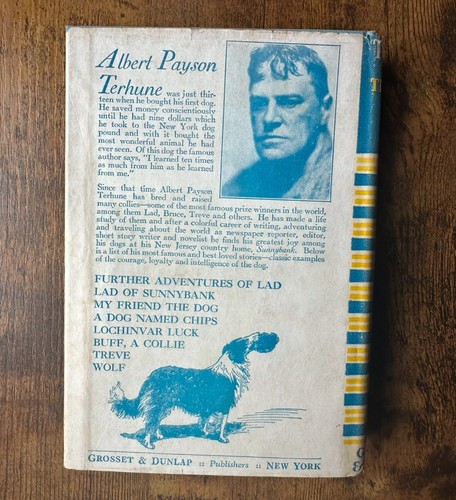 Albert Payson
Terhune was just thir-
teen when he bought his first dog.
He saved money conscientiously
until he had nine dollars which
he took to the New York dog
pound and with it bought the
most wonderful animal he had
ever seen. Of this dog the famous
author says, "I learned ten times
as much from him as he learned
from me."
Since that time Albert Payson
Terhune has bred and raised
many collies—some of the most famous prize winners in the world,
among them Lad, Bruce, Treve and others. He has made a life
study of them and after a colorful career of writing, adventuring
and traveling about the world as newspaper reporter, editor,
short story writer and novelist he finds his greatest joy among
his dogs at his New Jersey country home, Sunnybank. Below
is a list of his most famous and best loved stories—classic examples
of the courage, loyalty and intelligence of the dog.
FURTHER ADVENTURES OF LAD
LAD OF SUNNYBANK
MY FRIEND THE DOG
A DOG NAMED CHIPS
LOCHINVAR LUCK
BUFF, A COLLIE
TREVE
WOLF
GROSSET & DUNLAP :: Publishers :: NEW YORK